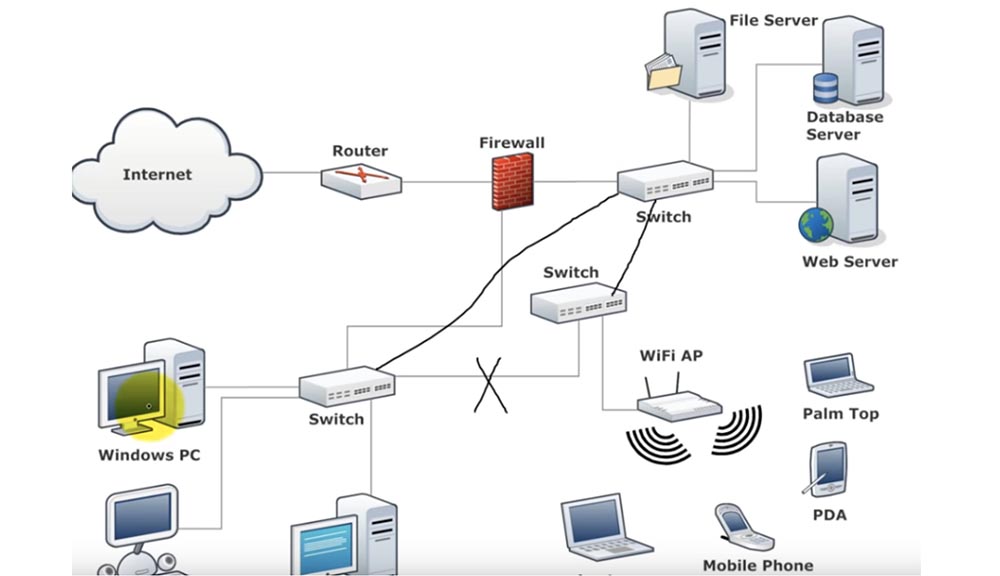 File Server
Database
Server
Router
Firewall
Internet
Switch
Web Server
Switch
WiFi AP
Switch
Palm Top
Windows PC
PDA
Mobile Phone